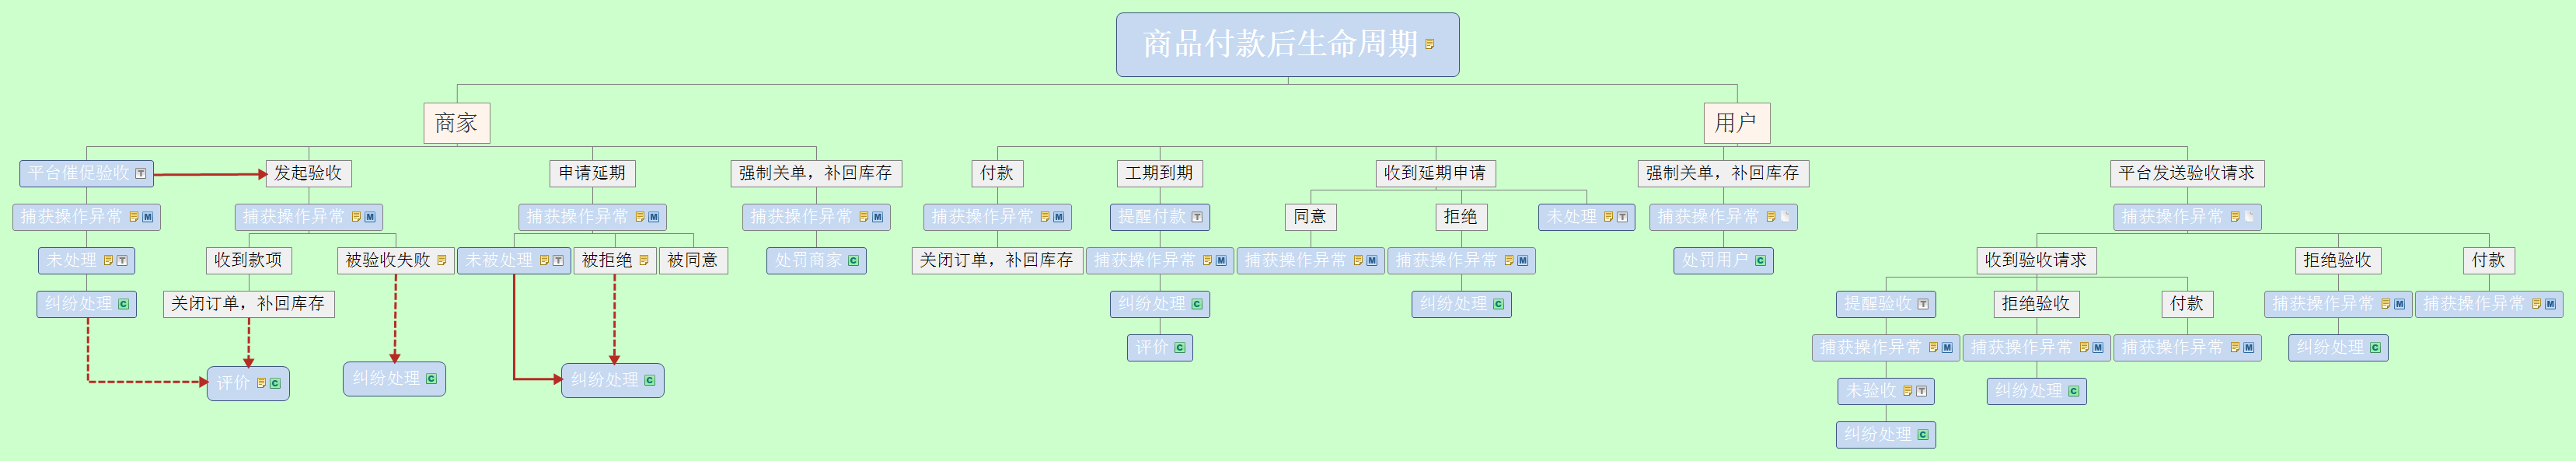 商品付款后生命周期
商家
用户
平台催促验收
发起验收
申请延期
强制关单，补回库存
付款
工期到期
收到延期申请
强制关单，补回库存
平台发送验收请求
捕获操作异常
捕获操作异常
捕获操作异常
捕获操作异常
捕获操作异常
提醒付款
同意
拒绝
未处理
捕获操作异常
捕获操作异常
未处理
收到款项
被验收失败
未被处理
被拒绝
被同意
处罚商家
关闭订单，补回库存
捕获操作异常
捕获操作异常
捕获操作异常
处罚用户
收到验收请求
拒绝验收
付款
纠纷处理
关闭订单，补回库存
纠纷处理
纠纷处理
提醒验收
拒绝验收
付款
捕获操作异常
捕获操作异常
评价
捕获操作异常
捕获操作异常
捕获操作异常
纠纷处理
评价
纠纷处理
纠纷处理
未验收
纠纷处理
纠纷处理